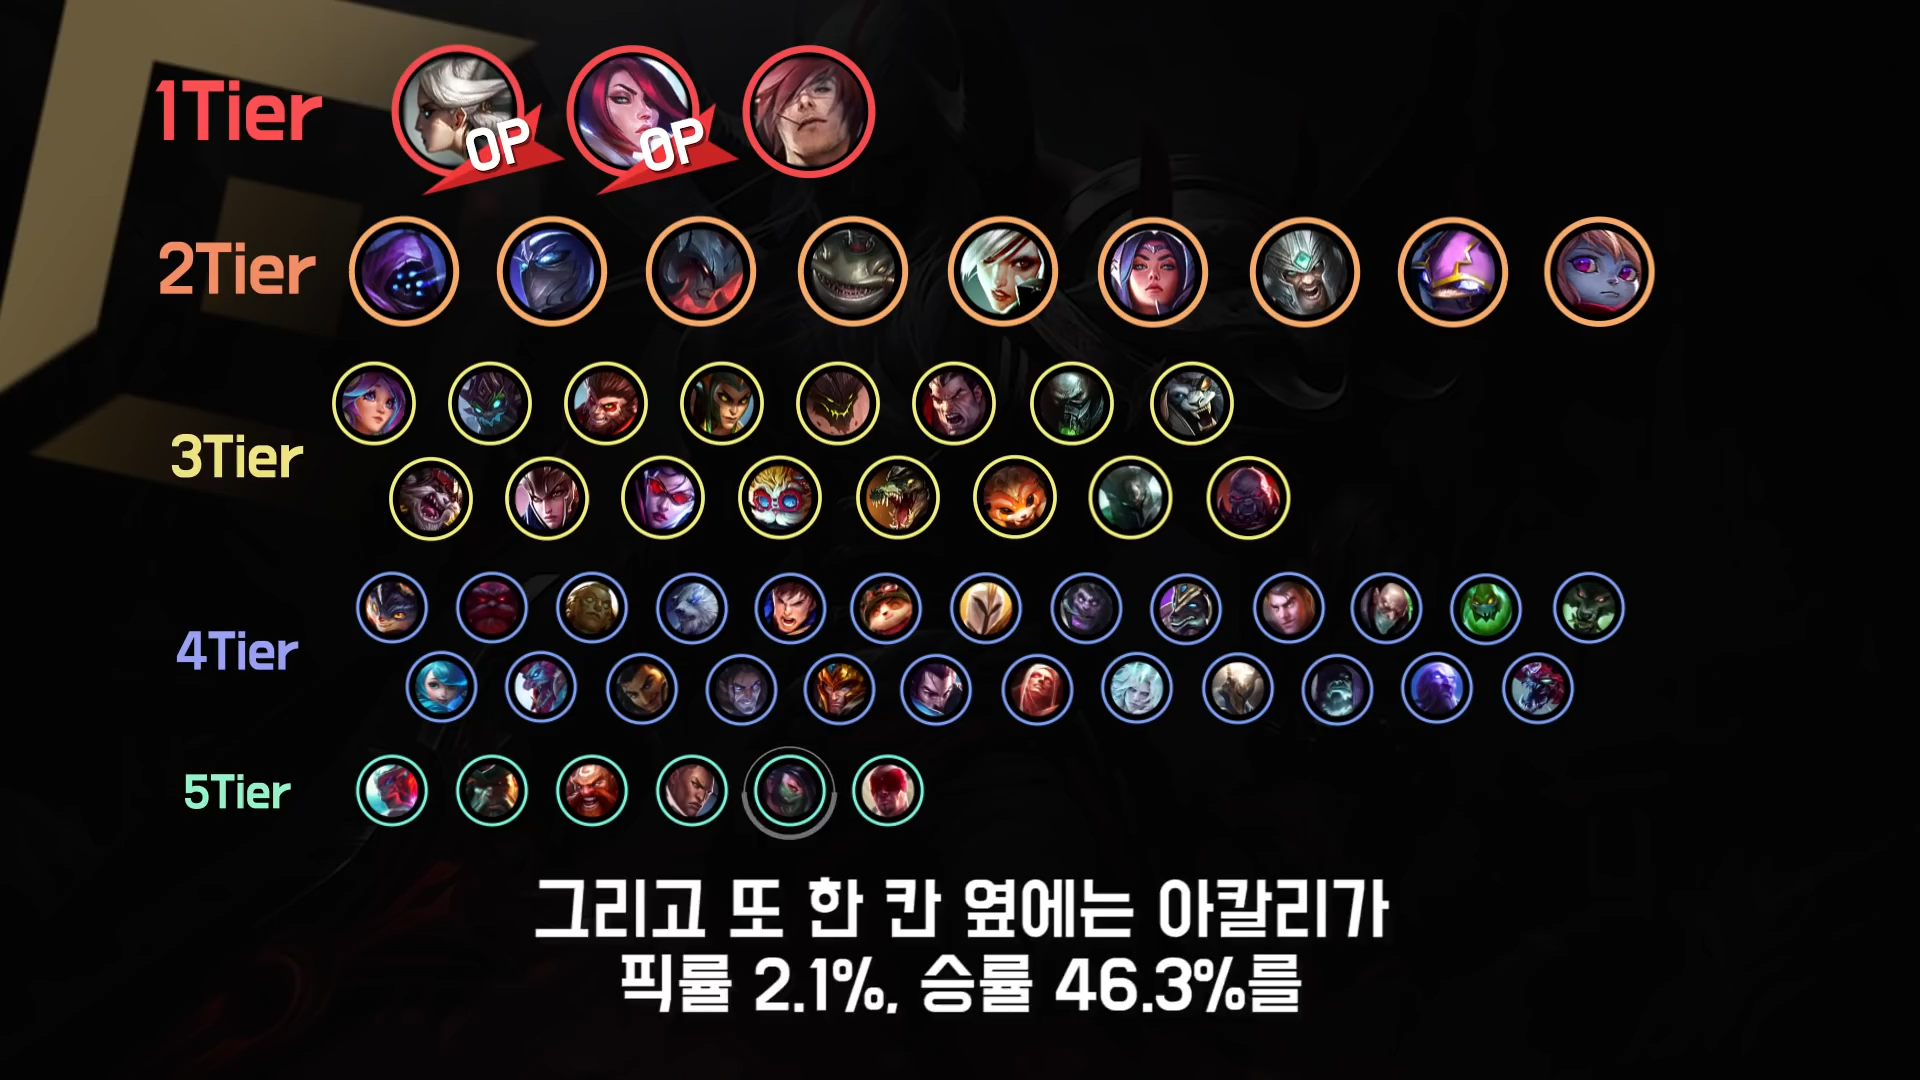 1Tier
OP
OP
2Tier
3Tier
4Tier
5Tier
그리고 또 한 칸 옆에는 아칼리가
픽률 2.1%, 승률 46.3%를